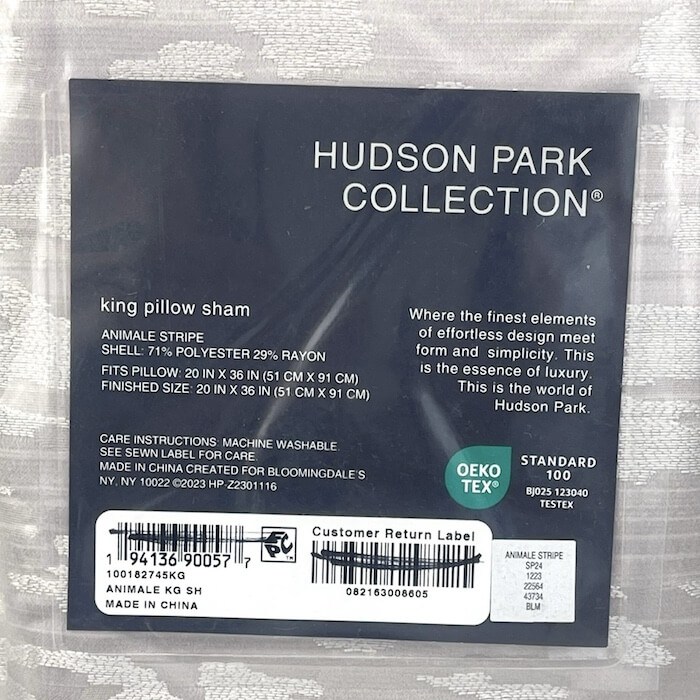 HUDSON PARK
COLLECTION®
king pillow sham
ANIMALE STRIPE
SHELL: 71% POLYESTER 29% RAYON
FITS PILLOW: 20 IN X 36 IN (51 CM X 91 CM)
FINISHED SIZE: 20 IN X 36 IN (51 CM X 91 CM)
Where the finest elements
of effortless design meet
form and simplicity. This
is the essence of luxury.
This is the world of
Hudson Park.
CARE INSTRUCTIONS: MACHINE WASHABLE.
SEE SEWN LABEL FOR CARE.
MADE IN CHINA CREATED FOR BLOOMINGDALE'S
NY, NY 10022 ©2023 HP-Z2301116
OEKO
TEX®
STANDARD
100
BJ025 123040
TESTEX
1 94136 90057 7
100182745KG
ANIMALE KG SH
MADE IN CHINA
Customer Return Label
082163008605
ANIMALE STRIPE
SP24
1223
22564
43734
BLM